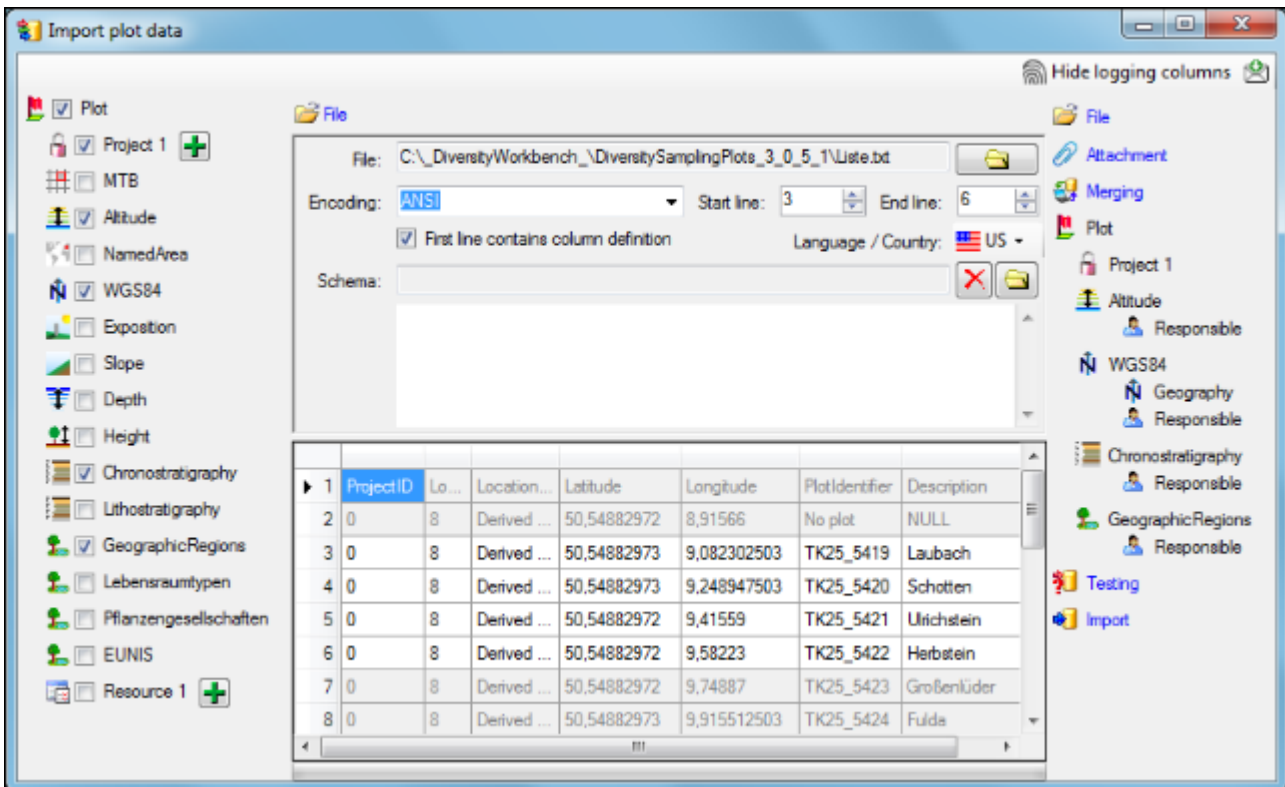 Import plot data
Hide logging columns
Plot
Project 1
MTB
Altitude
NamedArea
WGS84
Exposition
Slope
Depth
Height
Chronostratigraphy
Lithostratigraphy
GeographicRegions
Lebensraumtypen
Pflanzengesellschaften
EUNIS
Resource 1
File
File: C:\_DiversityWorkbench_\DiversitySamplingPlots_3_0_5_1\Liste.txt
Encoding: ANSI Start line: 3 End line: 6
First line contains column definition Language / Country: US
Schema:
1 ProjectID Lo... Location... Latitude Longitude PlotIdentifier Description
2 0 8 Derived ... 50,54882972 8,91566 No plot NULL
3 0 8 Derived ... 50,54882973 9,082302503 TK25_5419 Laubach
4 0 8 Derived ... 50,54882972 9,248947503 TK25_5420 Schotten
5 0 8 Derived ... 50,54882972 9,41559 TK25_5421 Ulrichstein
6 0 8 Derived ... 50,54882972 9,58223 TK25_5422 Herbstein
7 0 8 Derived ... 50,54882972 9,74887 TK25_5423 Großenlüder
8 0 8 Derived ... 50,54882973 9,915512503 TK25_5424 Fulda
File
Attachment
Merging
Plot
Project 1
Altitude
Responsible
WGS84
Geography
Responsible
Chronostratigraphy
Responsible
GeographicRegions
Responsible
Testing
Import